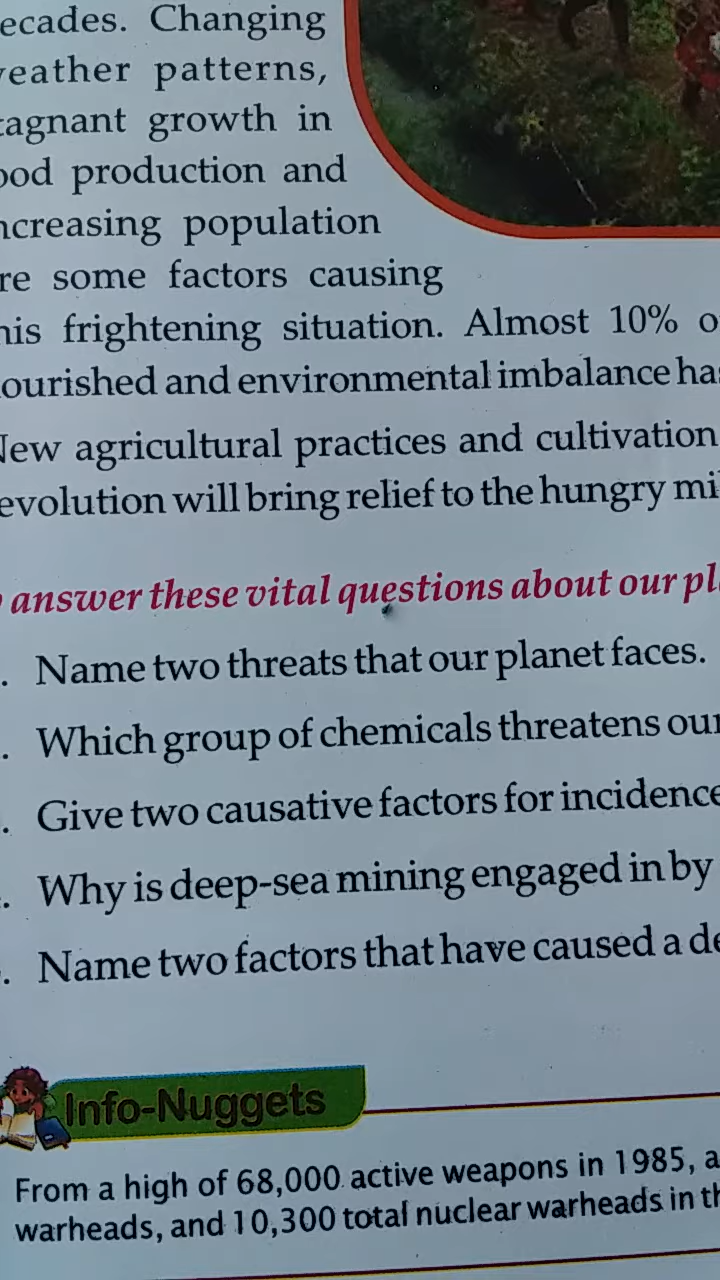 ecades. Changing
eather patterns,
tagnant growth in
ood production and
ncreasing population
re some factors causing
his frightening situation. Almost 10% o
ourished and environmental imbalance has
New agricultural practices and cultivation
evolution will bring relief to the hungry mi
answer these vital questions about our pla
. Name two threats that our planet faces.
. Which group of chemicals threatens our
. Give two causative factors for incidence
. Why is deep-sea mining engaged in by
. Name two factors that have caused a de
Info-Nuggets
From a high of 68,000 active weapons in 1985, a
warheads, and 10,300 total nuclear warheads in th